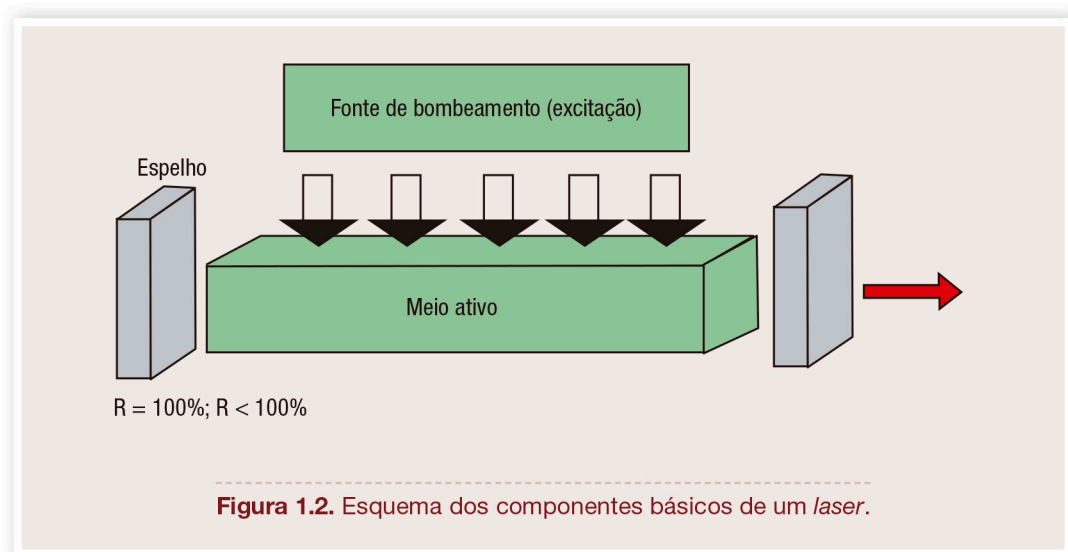 Fonte de bombeamento (excitação)
Espelho
Meio ativo
R = 100%; R < 100%
Figura 1.2. Esquema dos componentes básicos de um laser.